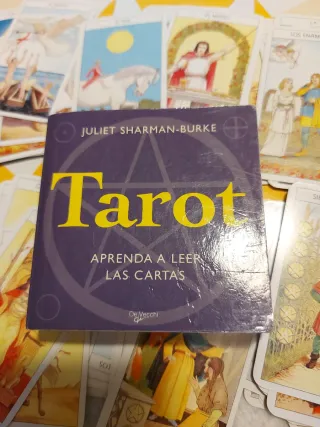 JULIET SHARMAN-BURKE
Tarot
APRENDA A LEER
LAS CARTAS
De Vecchi